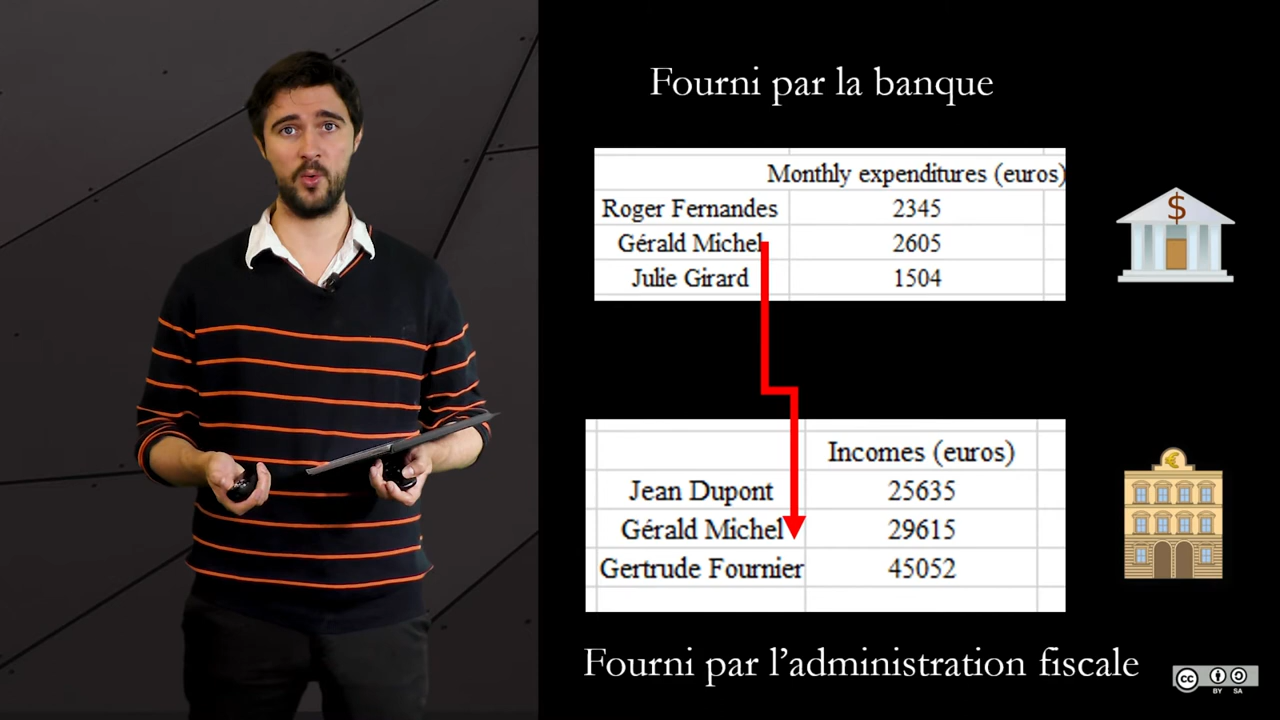 Fourni par la banque
Monthly expenditures (euros)
Roger Fernandes 2345
Gérald Michel 2605
Julie Girard 1504
$
Incomes (euros)
€
Jean Dupont 25635
Gérald Michel 29615
Gertrude Fournier 45052
Fourni par l’administration fiscale
cc
BY SA